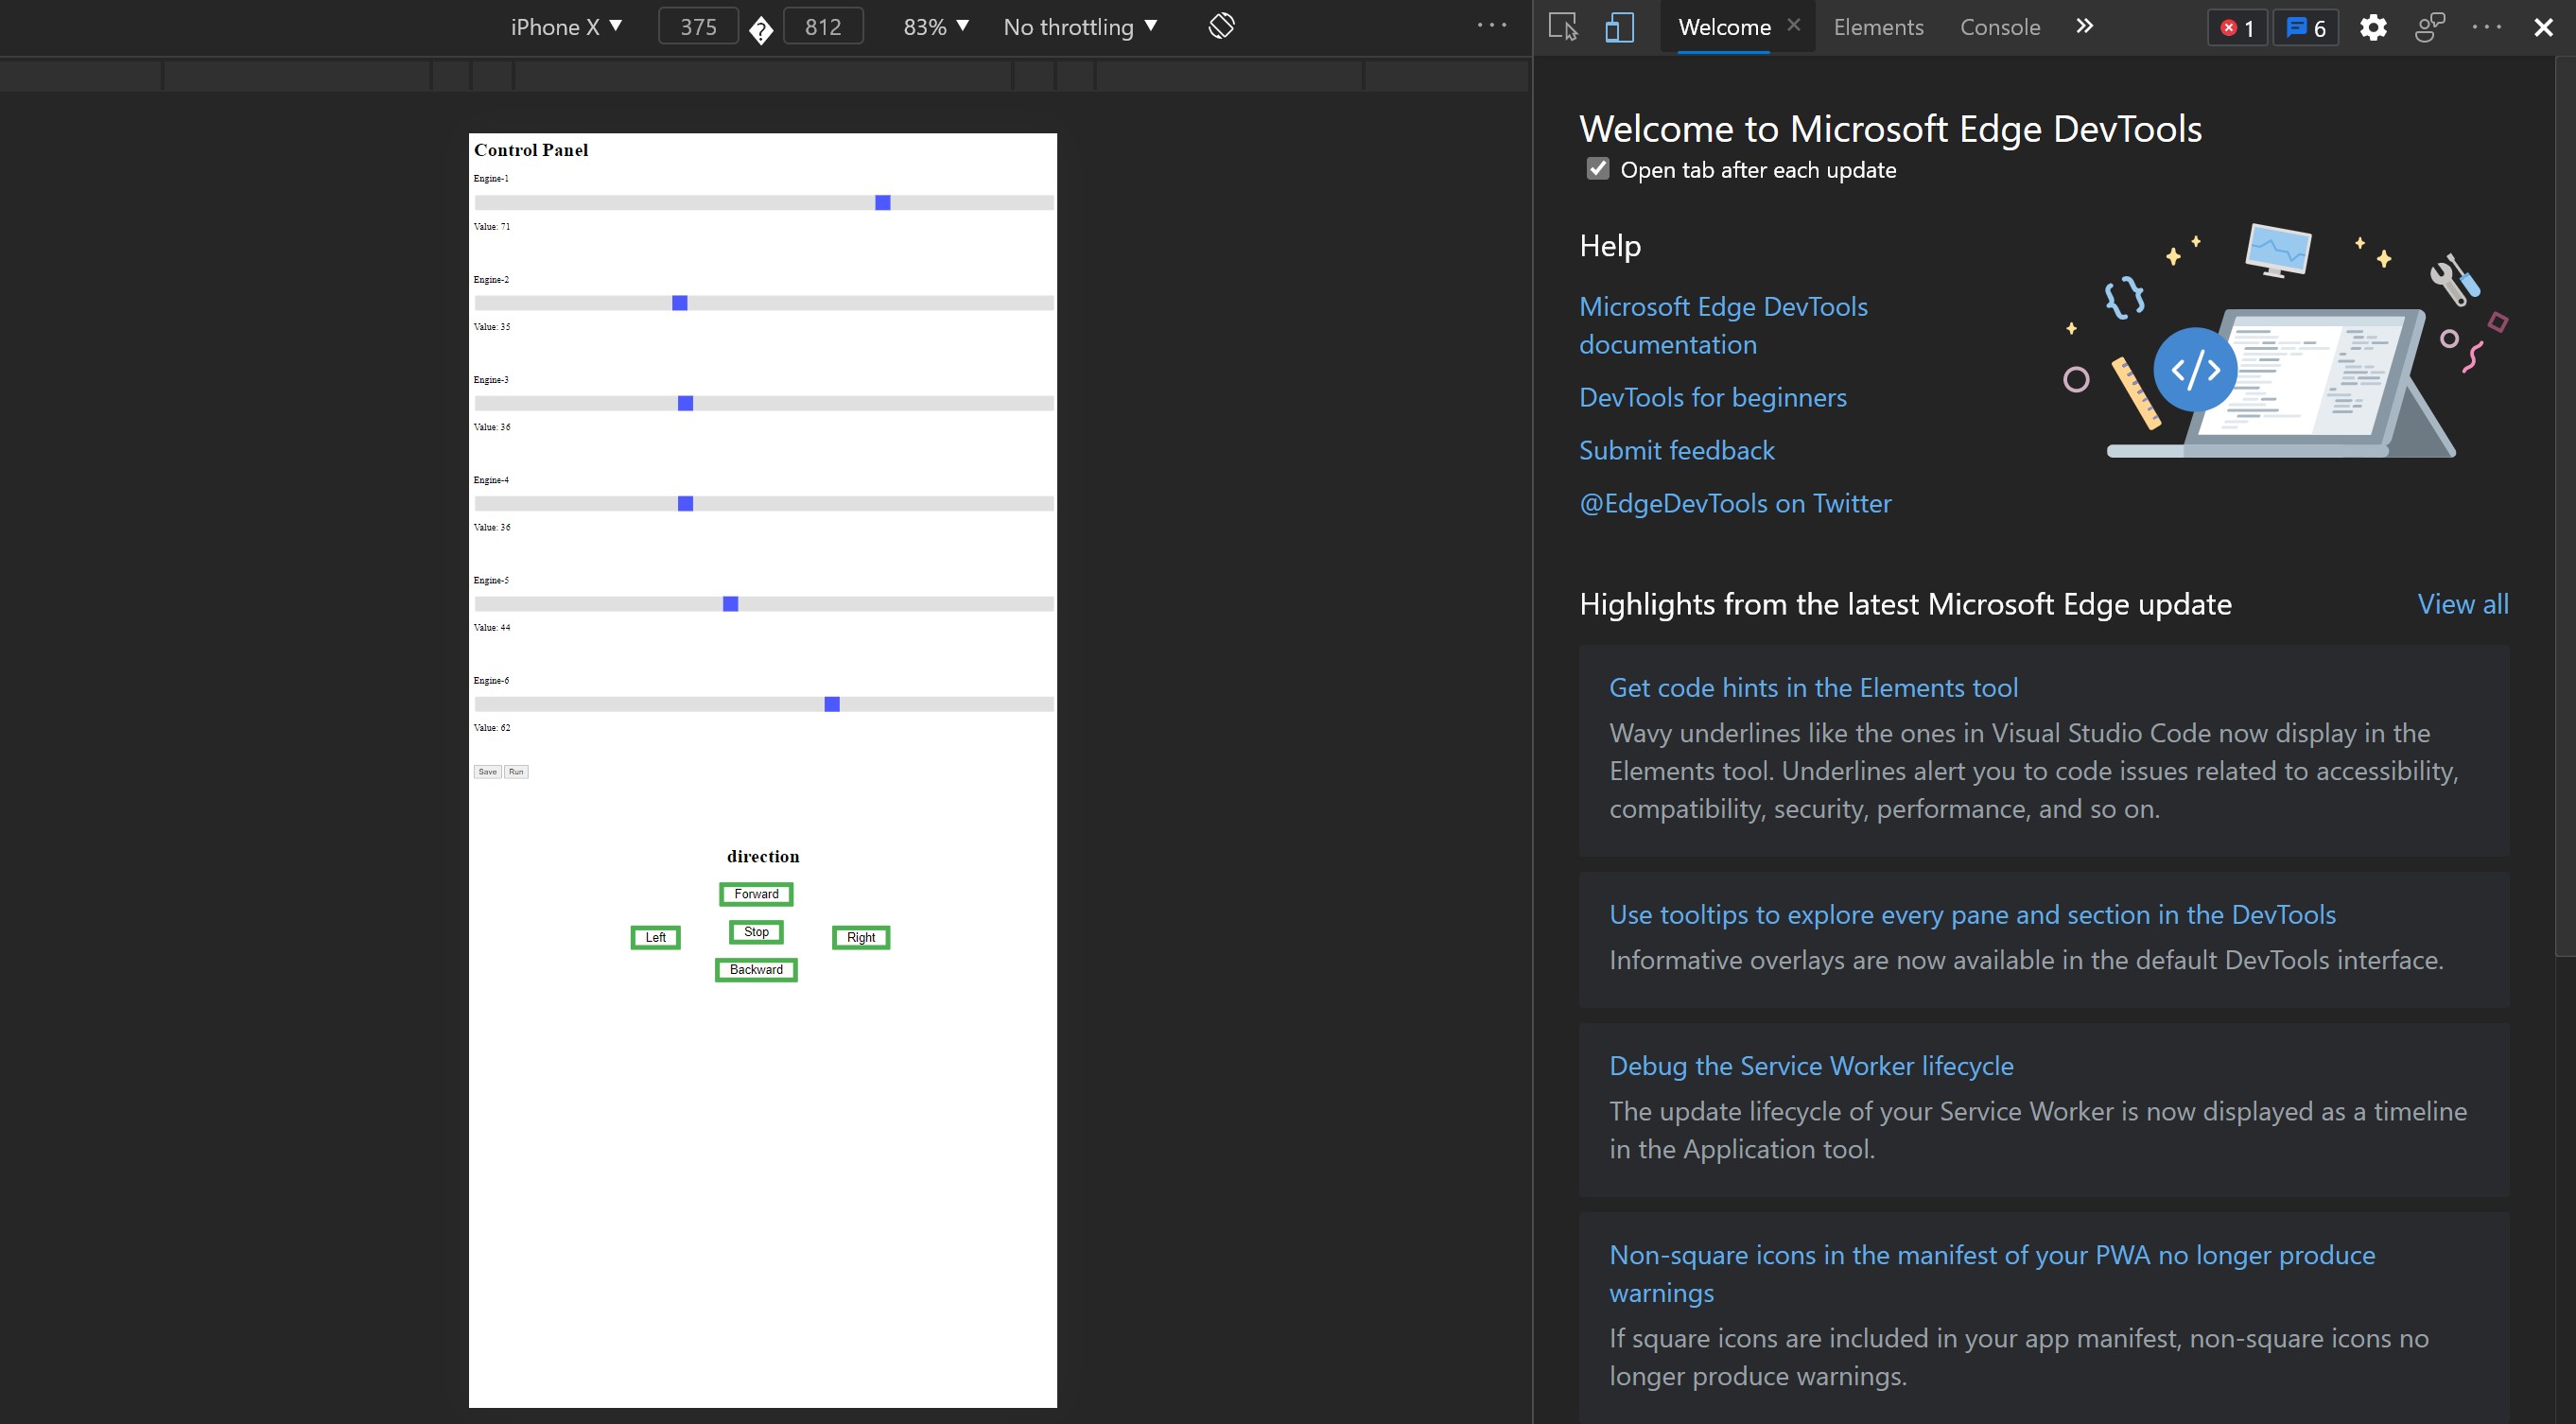 iPhone X 375 812 83% No throttling
Control Panel
Engine-1
Value: 71
Engine-2
Value: 35
Engine-3
Value: 36
Engine-4
Value: 36
Engine-5
Value: 44
Engine-6
Value: 62
Save Run
direction
Forward
Left Stop Right
Backward
Welcome Elements Console 1 6
Welcome to Microsoft Edge DevTools
Open tab after each update
Help
Microsoft Edge DevTools
documentation
DevTools for beginners
Submit feedback
@EdgeDevTools on Twitter
Highlights from the latest Microsoft Edge update View all
Get code hints in the Elements tool
Wavy underlines like the ones in Visual Studio Code now display in the
Elements tool. Underlines alert you to code issues related to accessibility,
compatibility, security, performance, and so on.
Use tooltips to explore every pane and section in the DevTools
Informative overlays are now available in the default DevTools interface.
Debug the Service Worker lifecycle
The update lifecycle of your Service Worker is now displayed as a timeline
in the Application tool.
Non-square icons in the manifest of your PWA no longer produce
warnings
If square icons are included in your app manifest, non-square icons no
longer produce warnings.